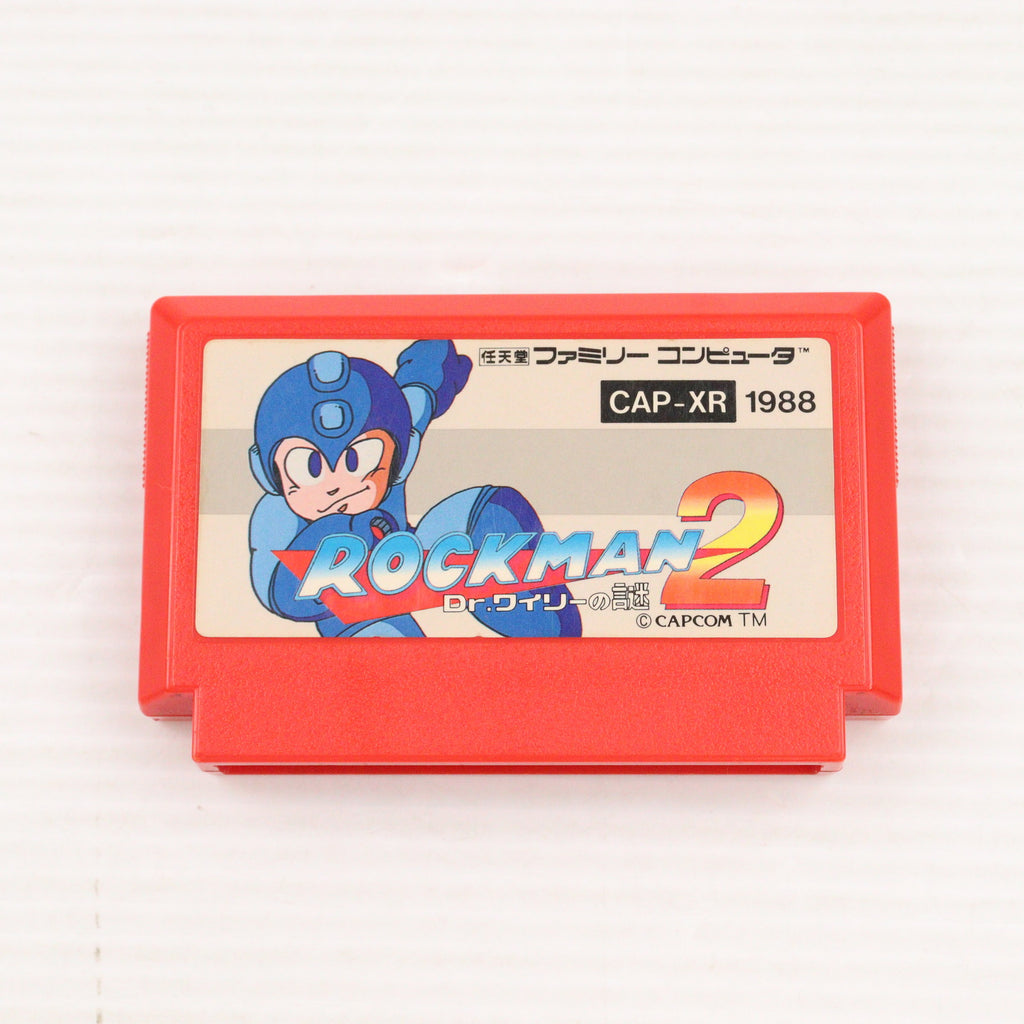 任天堂 ファミリー コンピュータ™
CAP-XR 1988
ROCKMAN 2
Dr.ワイリーの謎
© CAPCOM TM